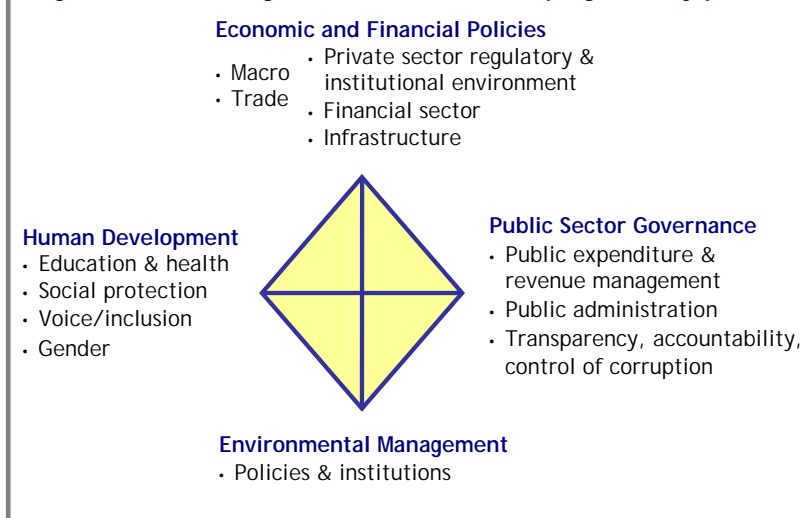 Economic and Financial Policies
• Macro
• Trade
• Private sector regulatory &
institutional environment
• Financial sector
• Infrastructure
Human Development
• Education & health
• Social protection
• Voice/inclusion
• Gender
Public Sector Governance
• Public expenditure &
revenue management
• Public administration
• Transparency, accountability,
control of corruption
Environmental Management
• Policies & institutions